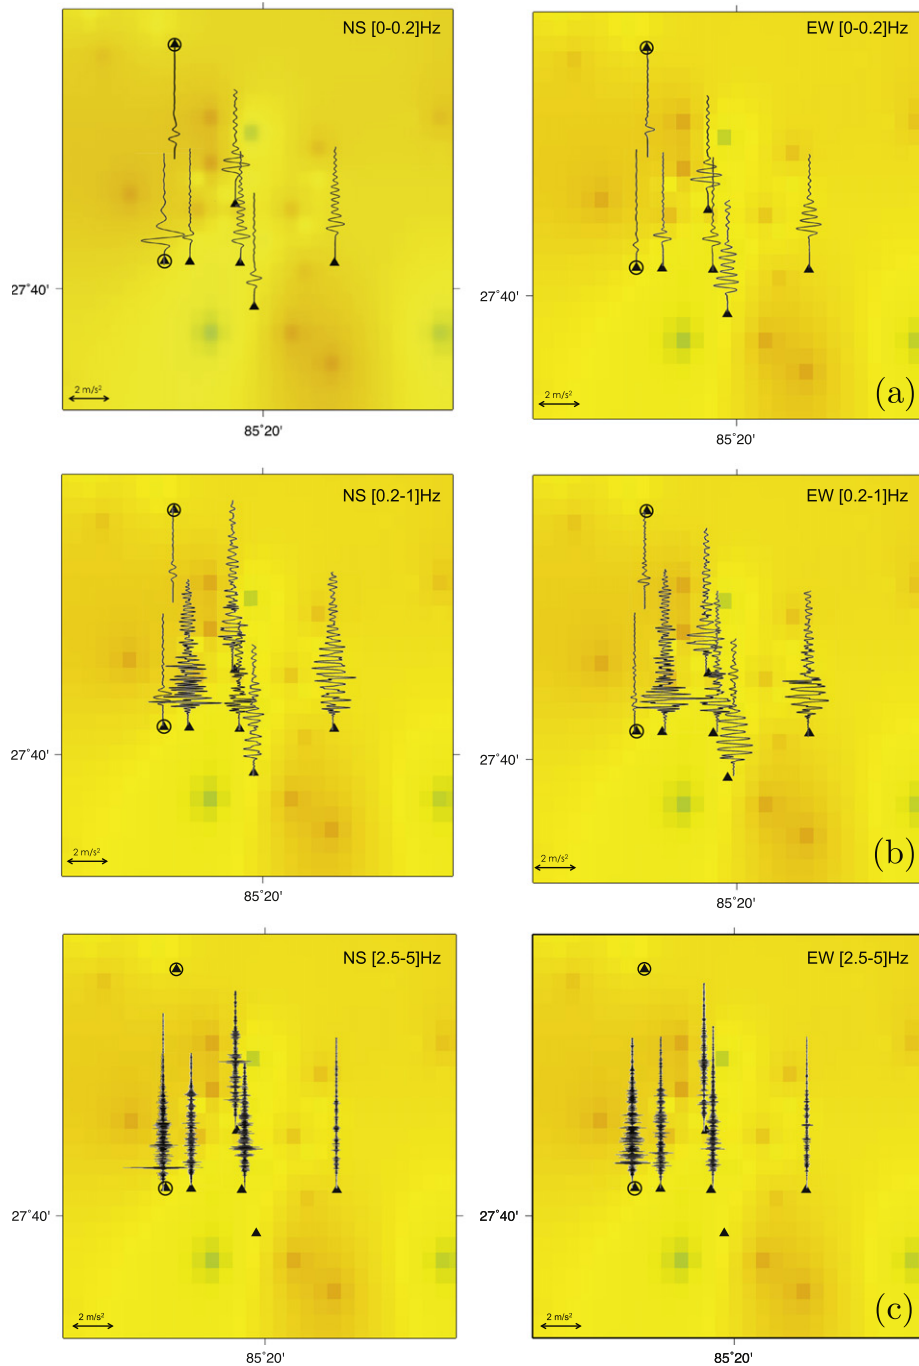 NS [0-0.2]Hz
EW [0-0.2]Hz
27˚40'
27˚40'
2 m/s²
2 m/s²
(a)
85˚20'
85˚20'
NS [0.2-1]Hz
EW [0.2-1]Hz
27˚40'
27˚40'
2 m/s²
2 m/s²
(b)
85˚20'
85˚20'
NS [2.5-5]Hz
EW [2.5-5]Hz
27˚40'
27˚40'
2 m/s²
2 m/s²
(c)
85˚20'
85˚20'